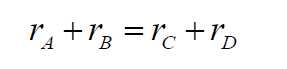 r_A + r_B = r_C + r_D